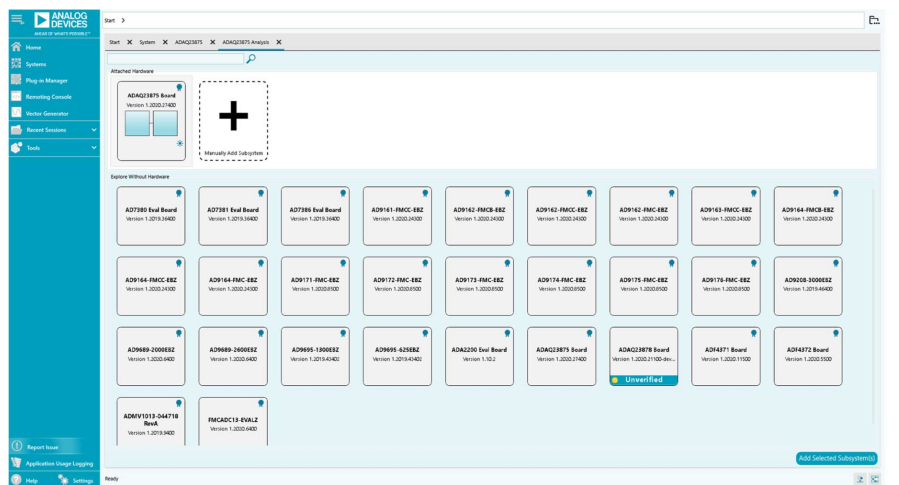 ANALOG
DEVICES
AHEAD OF WHAT'S POSSIBLE™
Start >
Home
Systems
Plug-in Manager
Remoting Console
Vector Generator
Recent Sessions
Tools
Start X System X ADAQ23875 X ADAQ23875 Analysis X
Attached Hardware
ADAQ23875 Board
Version 1.2020.27400
Manually Add Subsystem
Explore Without Hardware
AD7380 Eval Board
Version 1.2019.36400
AD7381 Eval Board
Version 1.2019.36400
AD7386 Eval Board
Version 1.2019.36400
AD9161-FMCC-EBZ
Version 1.2020.24300
AD9162-FMCB-EBZ
Version 1.2020.24300
AD9162-FMCC-EBZ
Version 1.2020.24300
AD9162-FMC-EBZ
Version 1.2020.24300
AD9163-FMCC-EBZ
Version 1.2020.24300
AD9164-FMCB-EBZ
Version 1.2020.24300
AD9164-FMCC-EBZ
Version 1.2020.24300
AD9164-FMC-EBZ
Version 1.2020.24300
AD9171-FMC-EBZ
Version 1.2020.8500
AD9172-FMC-EBZ
Version 1.2020.8500
AD9173-FMC-EBZ
Version 1.2020.8500
AD9174-FMC-EBZ
Version 1.2020.8500
AD9175-FMC-EBZ
Version 1.2020.8500
AD9176-FMC-EBZ
Version 1.2020.8500
AD9208-3000EBZ
Version 1.2019.46400
AD9689-2000EBZ
Version 1.2020.6400
AD9689-2600EBZ
Version 1.2020.6400
AD9695-1300EBZ
Version 1.2019.43402
AD9695-625EBZ
Version 1.2019.43402
ADA2200 Eval Board
Version 1.10.2
ADAQ23875 Board
Version 1.2020.27400
ADAQ23878 Board
Version 1.2020.21100-dev...
Unverified
ADF4371 Board
Version 1.2020.11500
ADF4372 Board
Version 1.2020.5500
ADMV1013-044718
RevA
Version 1.2019.9400
FMCADC13-EVALZ
Version 1.2020.6400
Add Selected Subsystem(s)
Report Issue
Application Usage Logging
Help
Settings
Ready